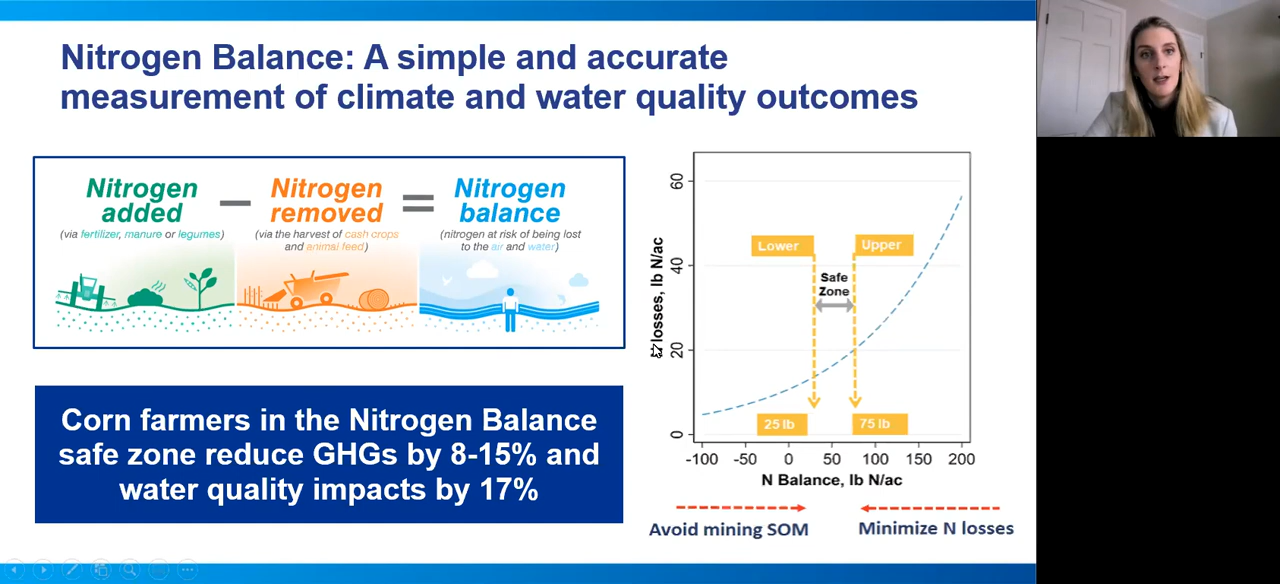 Nitrogen Balance: A simple and accurate
measurement of climate and water quality outcomes
Nitrogen
added
(via fertilizer, manure or legumes)
—
Nitrogen
removed
(via the harvest of cash crops
and animal feed)
=
Nitrogen
balance
(nitrogen at risk of being lost
to the air and water)
Corn farmers in the Nitrogen Balance
safe zone reduce GHGs by 8-15% and
water quality impacts by 17%
losses, lb N/ac
60
40
20
0
Lower
Upper
Safe
Zone
25 lb
75 lb
-100 -50 0 50 100 150 200
N Balance, lb N/ac
Avoid mining SOM
Minimize N losses